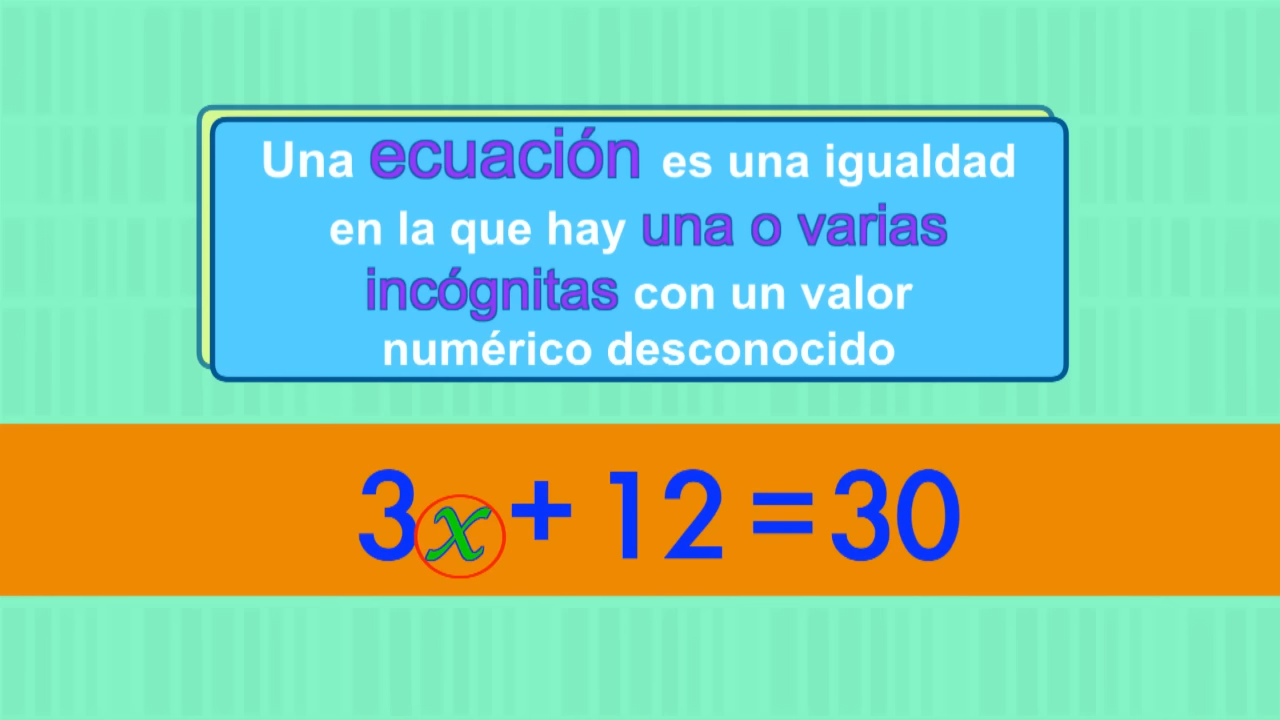 Una ecuación es una igualdad
en la que hay una o varias
incógnitas con un valor
numérico desconocido
3x + 12 = 30